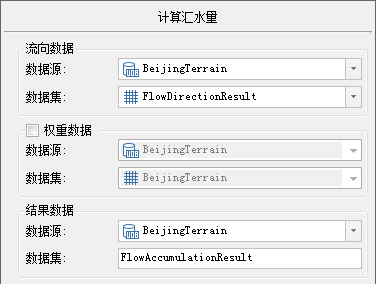 计算汇水量
流向数据
数据源: BeijingTerrain
数据集: FlowDirectionResult
权重数据
数据源: BeijingTerrain
数据集: BeijingTerrain
结果数据
数据源: BeijingTerrain
数据集: FlowAccumulationResult